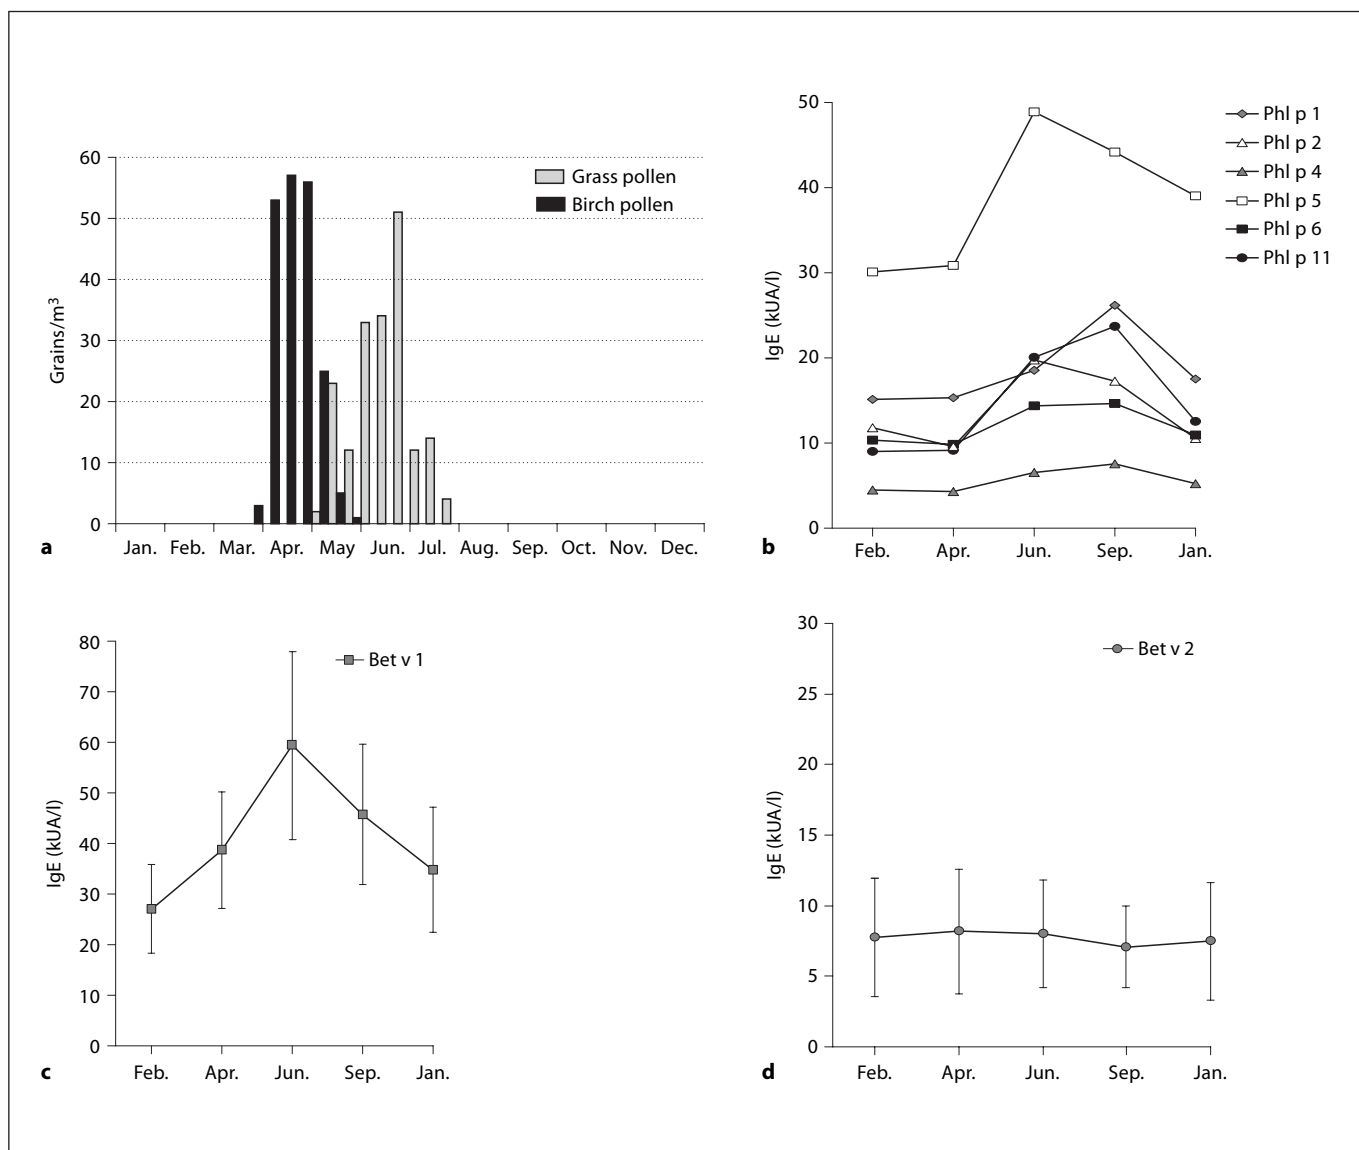 60
50
40
30
20
10
0
Grains/m³
Grass pollen
Birch pollen
Jan. Feb. Mar. Apr. May Jun. Jul. Aug. Sep. Oct. Nov. Dec.
a
50
40
30
20
10
0
IgE (kUA/l)
Phl p 1
Phl p 2
Phl p 4
Phl p 5
Phl p 6
Phl p 11
Feb. Apr. Jun. Sep. Jan.
b
80
70
60
50
40
30
20
10
0
IgE (kUA/l)
Bet v 1
Feb. Apr. Jun. Sep. Jan.
c
30
25
20
15
10
5
0
IgE (kUA/l)
Bet v 2
Feb. Apr. Jun. Sep. Jan.
d